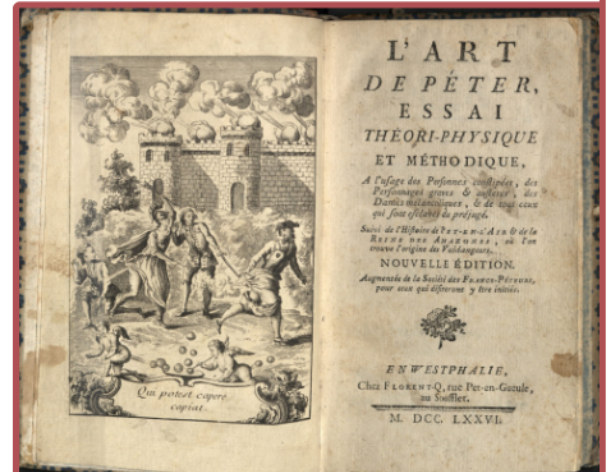 Qui potest capere
capiat.
L'ART
DE PÉTER,
ESSAI
THÉORI-PHYSIQUE
ET MÉTHODIQUE,
A l'usage des Personnes constipées, des
Personnages graves & austeres, des
Dames mélancoliques, & de tous ceux
qui sont esclaves du préjugé.
Suivi de l'Histoire de PET-EN-L'AIR & de la
REINE DES AMAZONES, où l'on
trouve l'origine des Vuidangeurs.
NOUVELLE ÉDITION.
Augmentée de la Société des FRANCS-PÉTEURS,
pour ceux qui désireront y être initiés.
EN WESTPHALIE,
Chez FLORENT-Q, rue Pet-en-Gueule,
au Soufflet.
M. DCC. LXXVI.